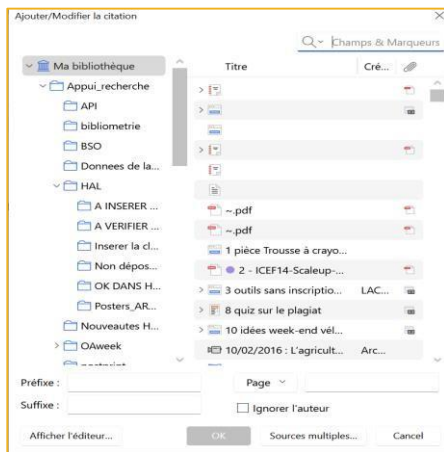 Ajouter/Modifier la citation
Champs & Marqueurs
Ma bibliothèque
Appui_recherche
API
bibliometrie
BSO
Donnees de la...
HAL
A INSERER ...
A VERIFIER ...
Inserer la cl...
Non dépos...
OK DANS H...
Posters_AR...
Nouveautes H...
OAweek
postprint
Titre Cré...
~.pdf
~.pdf
1 pièce Trousse à crayo...
2 - ICEF14-Scaleup-...
3 outils sans inscriptio... LAC...
8 quiz sur le plagiat
10 idées week-end vél...
10/02/2016 : L'agricult... Arc...
Préfixe : Page
Suffixe : Ignorer l'auteur
Afficher l'éditeur... OK Sources multiples... Cancel